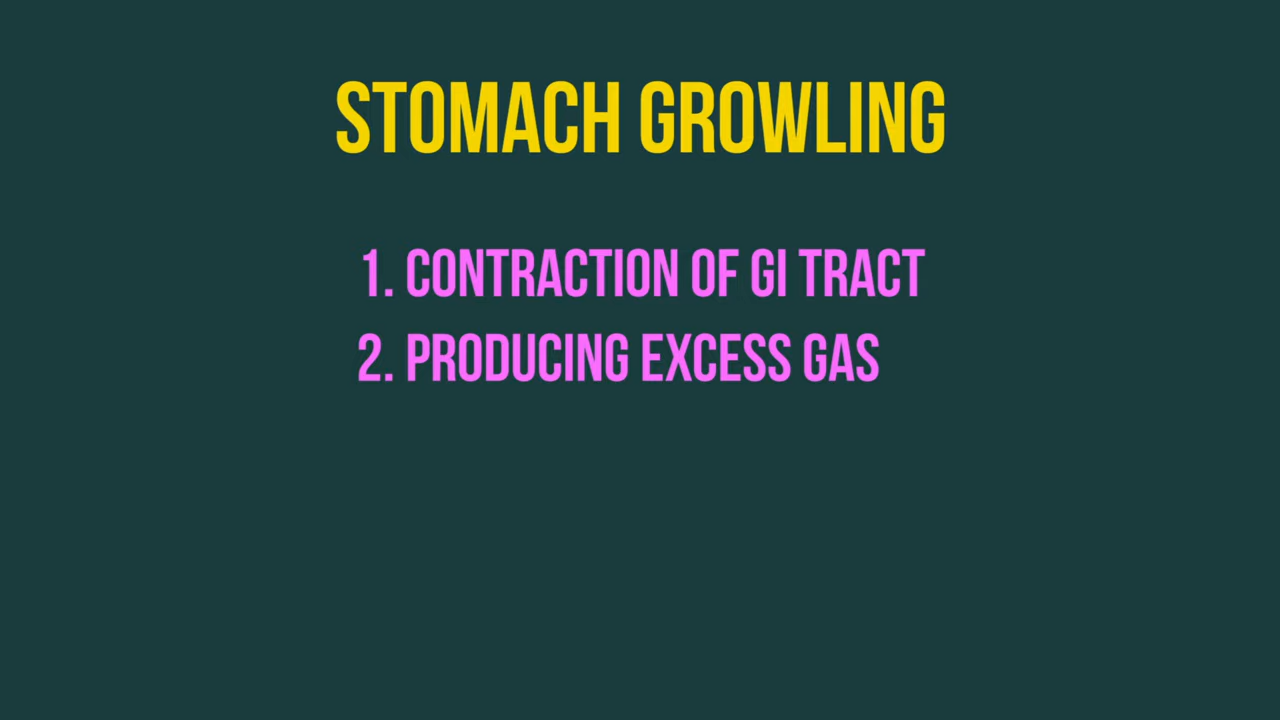 STOMACH GROWLING
1. CONTRACTION OF GI TRACT
2. PRODUCING EXCESS GAS